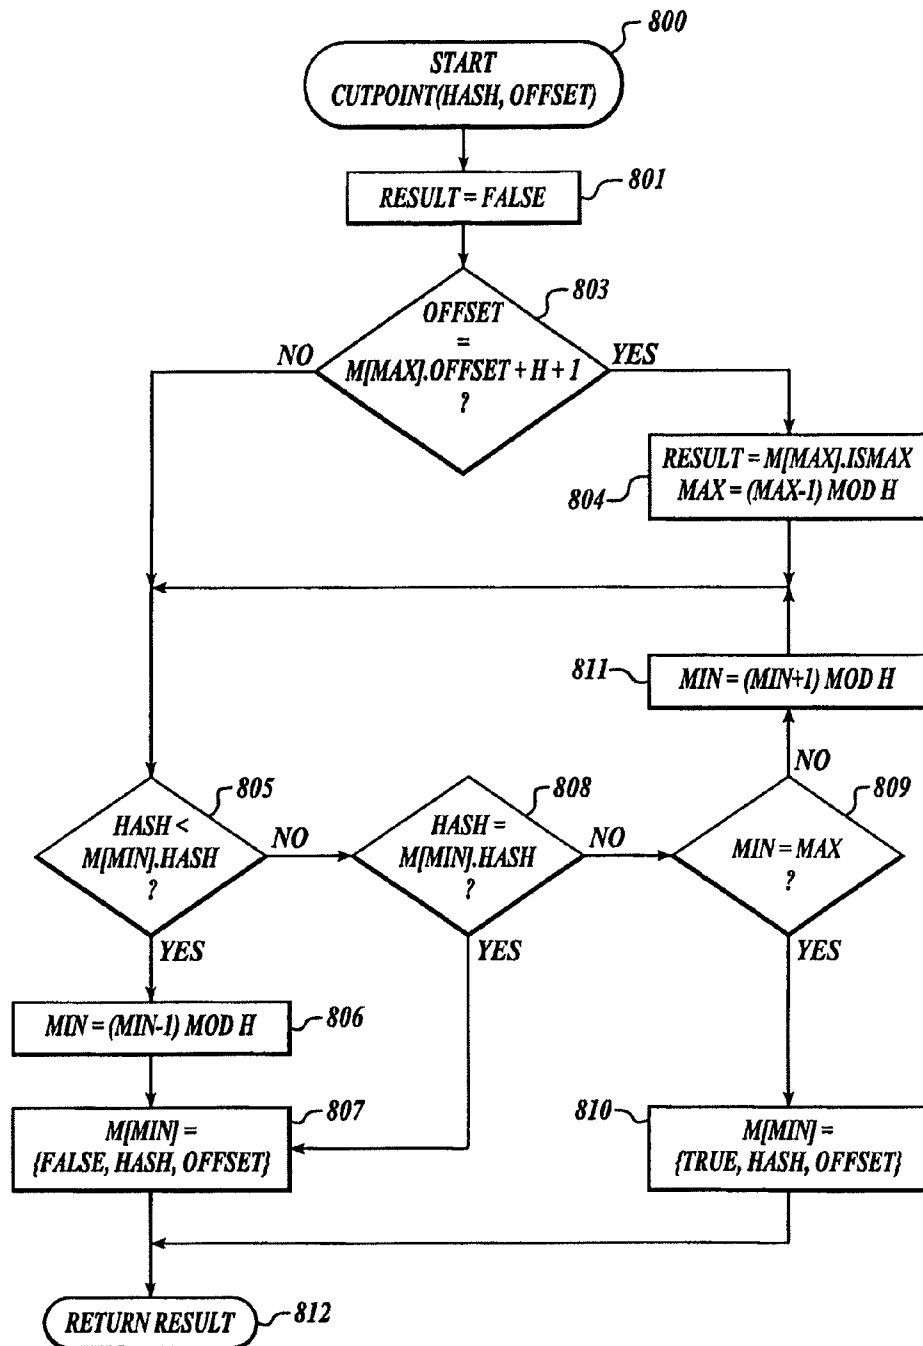 800
START
CUTPOINT(HASH, OFFSET)
801
RESULT = FALSE
803
OFFSET
=
M[MAX].OFFSET + H + 1
?
NO
YES
RESULT = M[MAX].ISMAX
MAX = (MAX-1) MOD H
804
811
MIN = (MIN+1) MOD H
NO
805
808
809
HASH <
M[MIN].HASH
?
NO
HASH =
M[MIN].HASH
?
NO
MIN = MAX
?
YES
YES
YES
MIN = (MIN-1) MOD H
806
807
810
M[MIN] =
{FALSE, HASH, OFFSET}
M[MIN] =
{TRUE, HASH, OFFSET}
RETURN RESULT
812